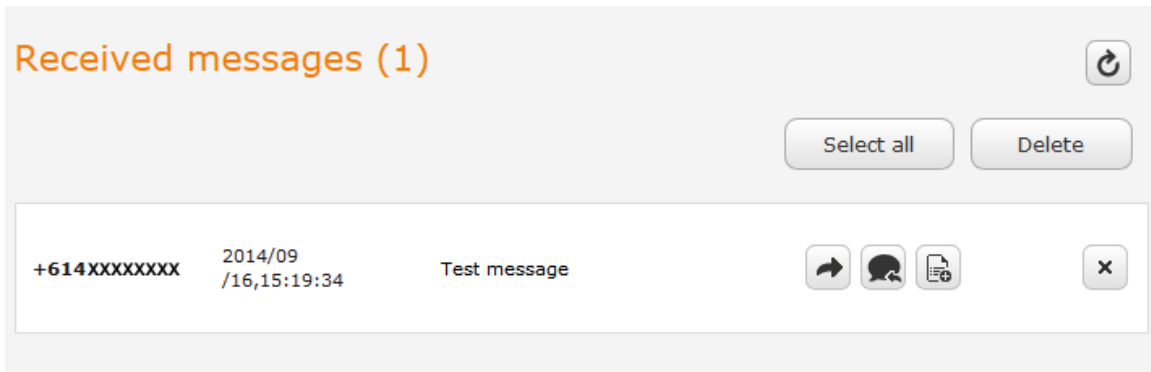 Received messages (1)
Select all Delete
+614XXXXXXXX 2014/09 Test message
/16,15:19:34